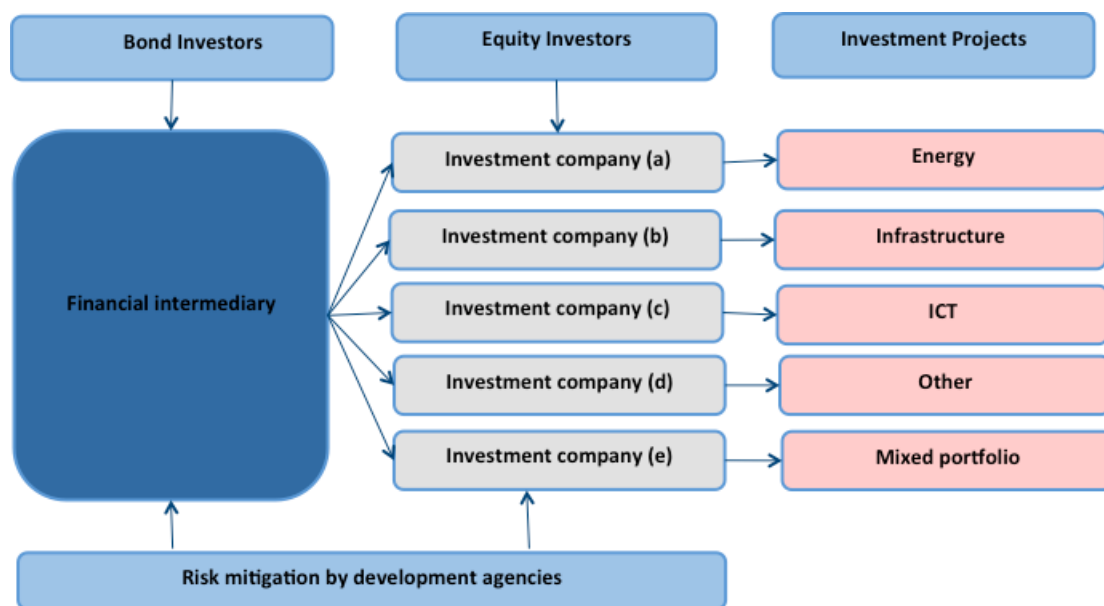 Bond Investors
Equity Investors
Investment Projects
Financial intermediary
Investment company (a)
Energy
Investment company (b)
Infrastructure
Investment company (c)
ICT
Investment company (d)
Other
Investment company (e)
Mixed portfolio
Risk mitigation by development agencies